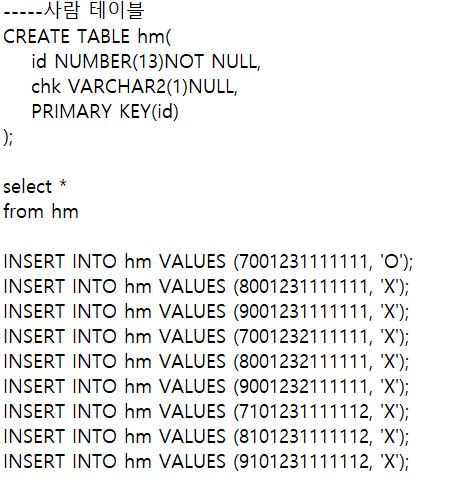 -----사람 테이블
CREATE TABLE hm(
id NUMBER(13)NOT NULL,
chk VARCHAR2(1)NULL,
PRIMARY KEY(id)
);
select *
from hm
INSERT INTO hm VALUES (7001231111111, 'O');
INSERT INTO hm VALUES (8001231111111, 'X');
INSERT INTO hm VALUES (9001231111111, 'X');
INSERT INTO hm VALUES (7001232111111, 'X');
INSERT INTO hm VALUES (8001232111111, 'X');
INSERT INTO hm VALUES (9001232111111, 'X');
INSERT INTO hm VALUES (7101231111112, 'X');
INSERT INTO hm VALUES (8101231111112, 'X');
INSERT INTO hm VALUES (9101231111112, 'X');